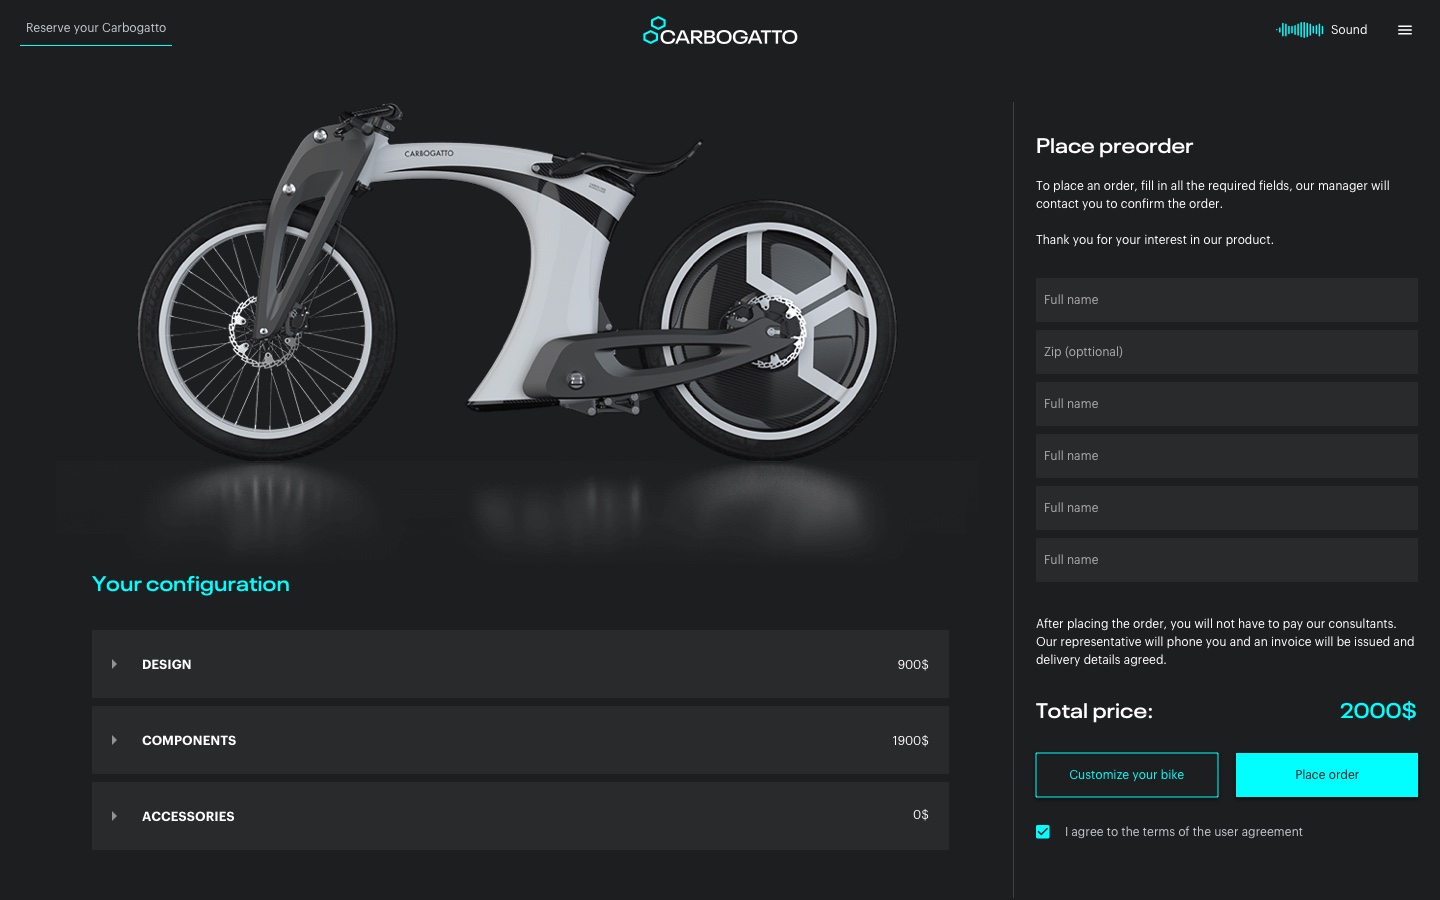 Reserve your Carbogatto
CARBOGATTO
Sound
CARBOGATTO
Your configuration
DESIGN
900$
COMPONENTS
1900$
ACCESSORIES
0$
Place preorder
To place an order, fill in all the required fields, our manager will
contact you to confirm the order.
Thank you for your interest in our product.
Full name
Zip (opttional)
Full name
Full name
Full name
Full name
After placing the order, you will not have to pay our consultants.
Our representative will phone you and an invoice will be issued and
delivery details agreed.
Total price:
2000$
Customize your bike
Place order
I agree to the terms of the user agreement